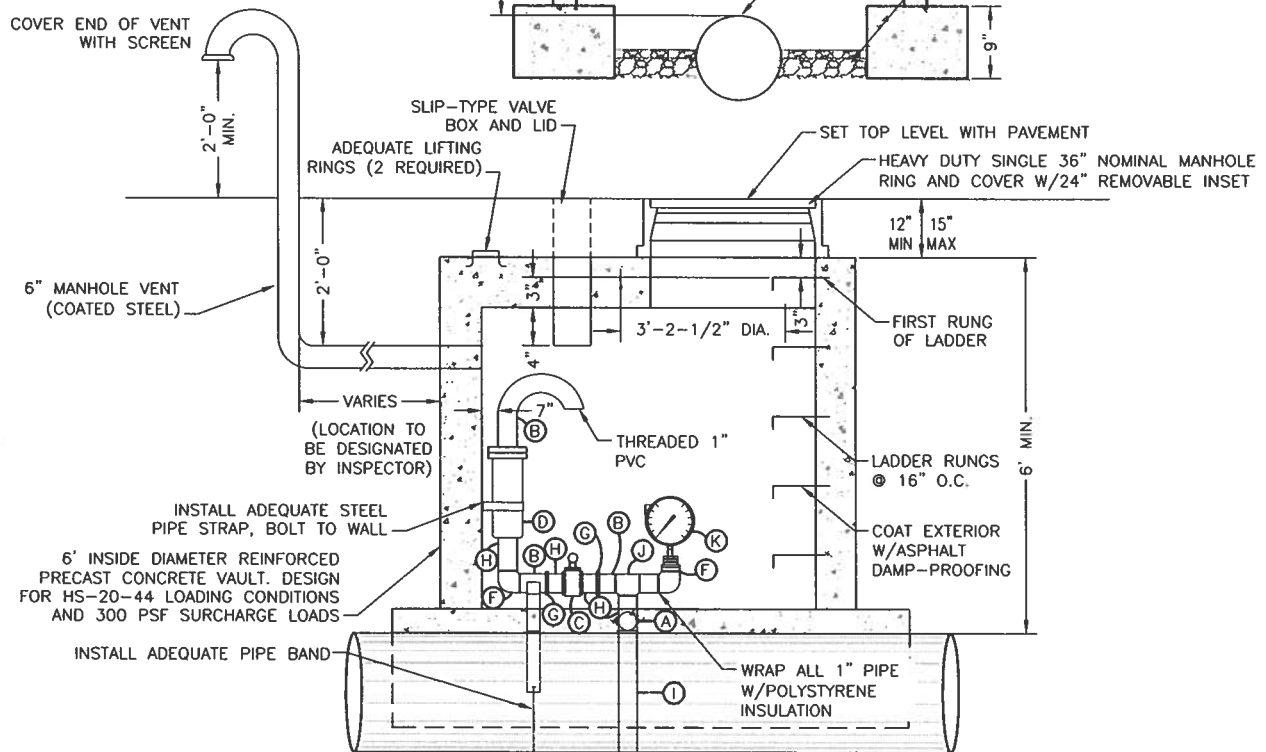 COVER END OF VENT
WITH SCREEN
9"
2'-0"
MIN.
SLIP-TYPE VALVE
BOX AND LID
ADEQUATE LIFTING
RINGS (2 REQUIRED)
SET TOP LEVEL WITH PAVEMENT
HEAVY DUTY SINGLE 36" NOMINAL MANHOLE
RING AND COVER W/24" REMOVABLE INSET
12"
MIN
15"
MAX
2'-0"
6" MANHOLE VENT
(COATED STEEL)
3"
3'-2-1/2" DIA.
3"
4"
FIRST RUNG
OF LADDER
VARIES
(LOCATION TO
BE DESIGNATED
BY INSPECTOR)
7"
B
THREADED 1"
PVC
LADDER RUNGS
@ 16" O.C.
6' MIN.
INSTALL ADEQUATE STEEL
PIPE STRAP, BOLT TO WALL
D
G
B
J
K
COAT EXTERIOR
W/ASPHALT
DAMP-PROOFING
H
B
H
F
6' INSIDE DIAMETER REINFORCED
PRECAST CONCRETE VAULT. DESIGN
FOR HS-20-44 LOADING CONDITIONS
AND 300 PSF SURCHARGE LOADS
F
G
C
H
A
INSTALL ADEQUATE PIPE BAND
I
WRAP ALL 1" PIPE
W/POLYSTYRENE
INSULATION